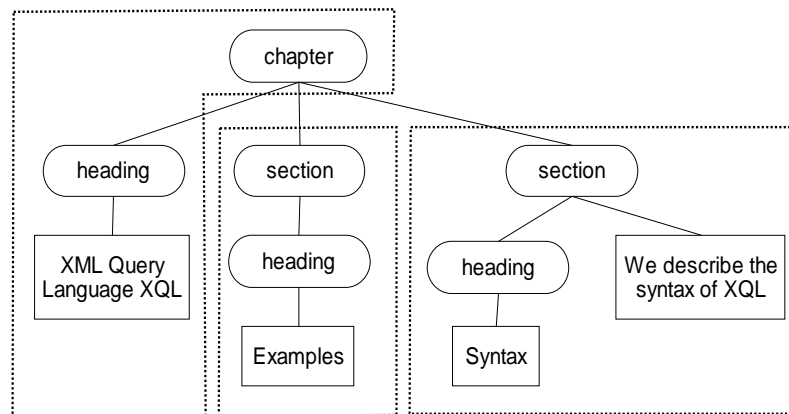 chapter
heading
section
section
XML Query
Language XQL
heading
heading
We describe the
syntax of XQL
Examples
Syntax